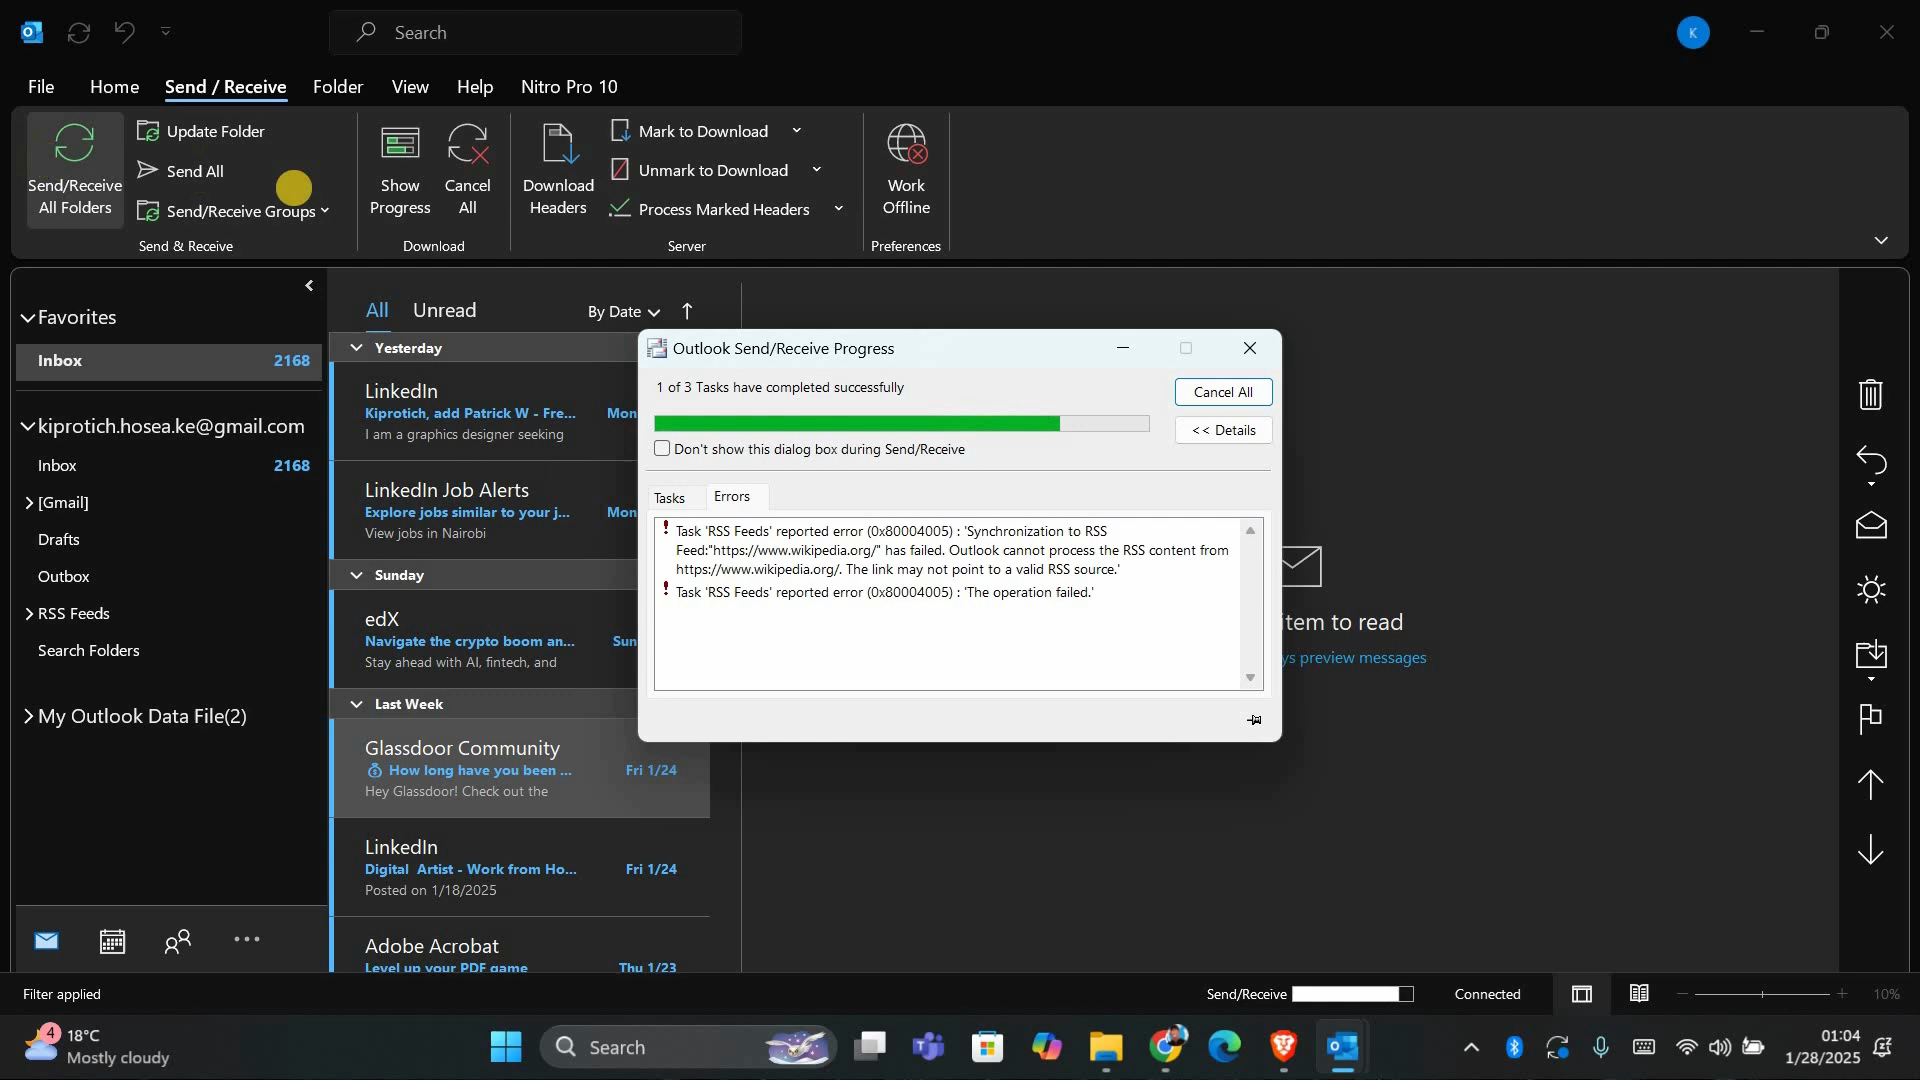 Search
K
File
Home
Send / Receive
Folder
View
Help
Nitro Pro 10
Send/Receive
All Folders
Update Folder
Send All
Send/Receive Groups
Send & Receive
Show
Progress
Cancel
All
Download
Download
Headers
Mark to Download
Unmark to Download
Process Marked Headers
Server
Work
Offline
Preferences
Favorites
Inbox 2168
kiprotich.hosea.ke@gmail.com
Inbox 2168
[Gmail]
Drafts
Outbox
RSS Feeds
Search Folders
My Outlook Data File(2)
All Unread By Date
Yesterday
LinkedIn
Kiprotich, add Patrick W - Fre... Mon
I am a graphics designer seeking
LinkedIn Job Alerts
Explore jobs similar to your j... Mon
View jobs in Nairobi
Sunday
edX
Navigate the crypto boom an... Sun
Stay ahead with AI, fintech, and
Last Week
Glassdoor Community
How long have you been ... Fri 1/24
Hey Glassdoor! Check out the
LinkedIn
Digital Artist - Work from Ho... Fri 1/24
Posted on 1/18/2025
Adobe Acrobat
Level up your PDF game Thu 1/23
Outlook Send/Receive Progress
1 of 3 Tasks have completed successfully
Cancel All
<< Details
Don't show this dialog box during Send/Receive
Tasks
Errors
Task 'RSS Feeds' reported error (0x80004005) : 'Synchronization to RSS
Feed:"https://www.wikipedia.org/" has failed. Outlook cannot process the RSS content from
https://www.wikipedia.org/. The link may not point to a valid RSS source.'
Task 'RSS Feeds' reported error (0x80004005) : 'The operation failed.'
item to read
ys preview messages
Filter applied
Send/Receive
Connected
10%
4
18°C
Mostly cloudy
Search
01:04
1/28/2025